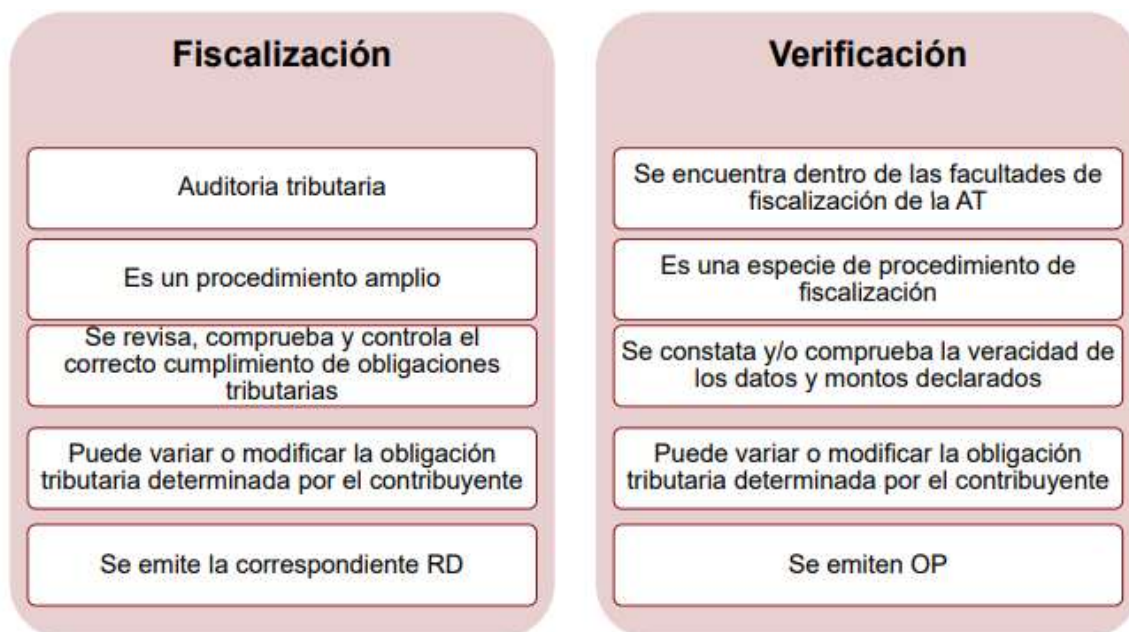 Fiscalización
Auditoria tributaria
Es un procedimiento amplio
Se revisa, comprueba y controla el
correcto cumplimiento de obligaciones
tributarias
Puede variar o modificar la obligación
tributaria determinada por el contribuyente
Se emite la correspondiente RD
Verificación
Se encuentra dentro de las facultades de
fiscalización de la AT
Es una especie de procedimiento de
fiscalización
Se constata y/o comprueba la veracidad de
los datos y montos declarados
Puede variar o modificar la obligación
tributaria determinada por el contribuyente
Se emiten OP